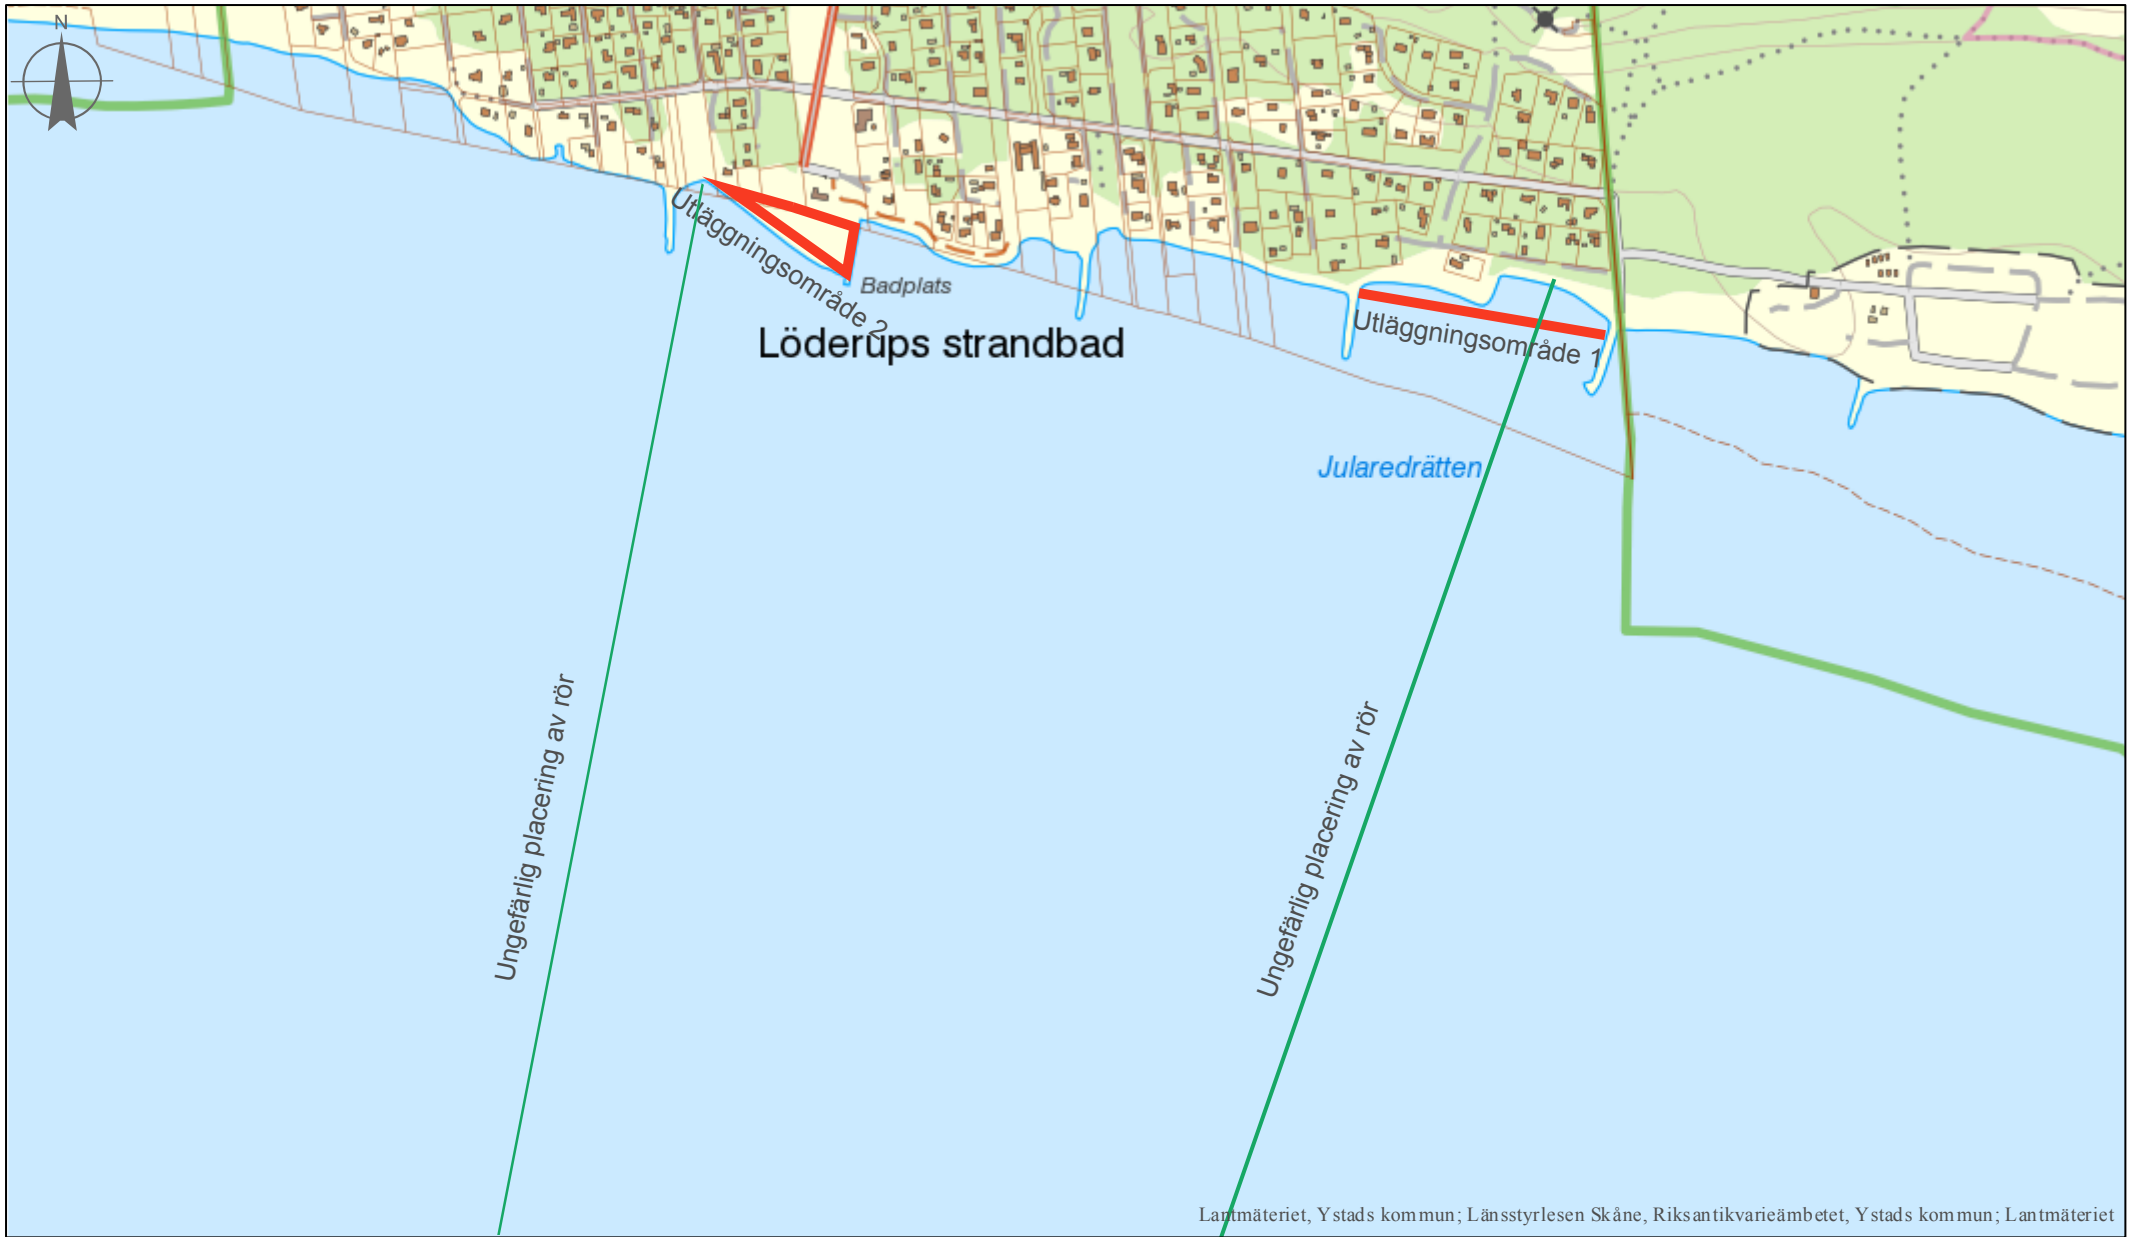 N
Utläggningsområde 2
Badplats
Löderups strandbad
Utläggningsområde 1
Jularedrätten
Ungefärlig placering av rör
Ungefärlig placering av rör
Lantmäteriet, Ystads kommun; Länsstyrlesen Skåne, Riksantikvarieämbetet, Ystads kommun; Lantmäteriet